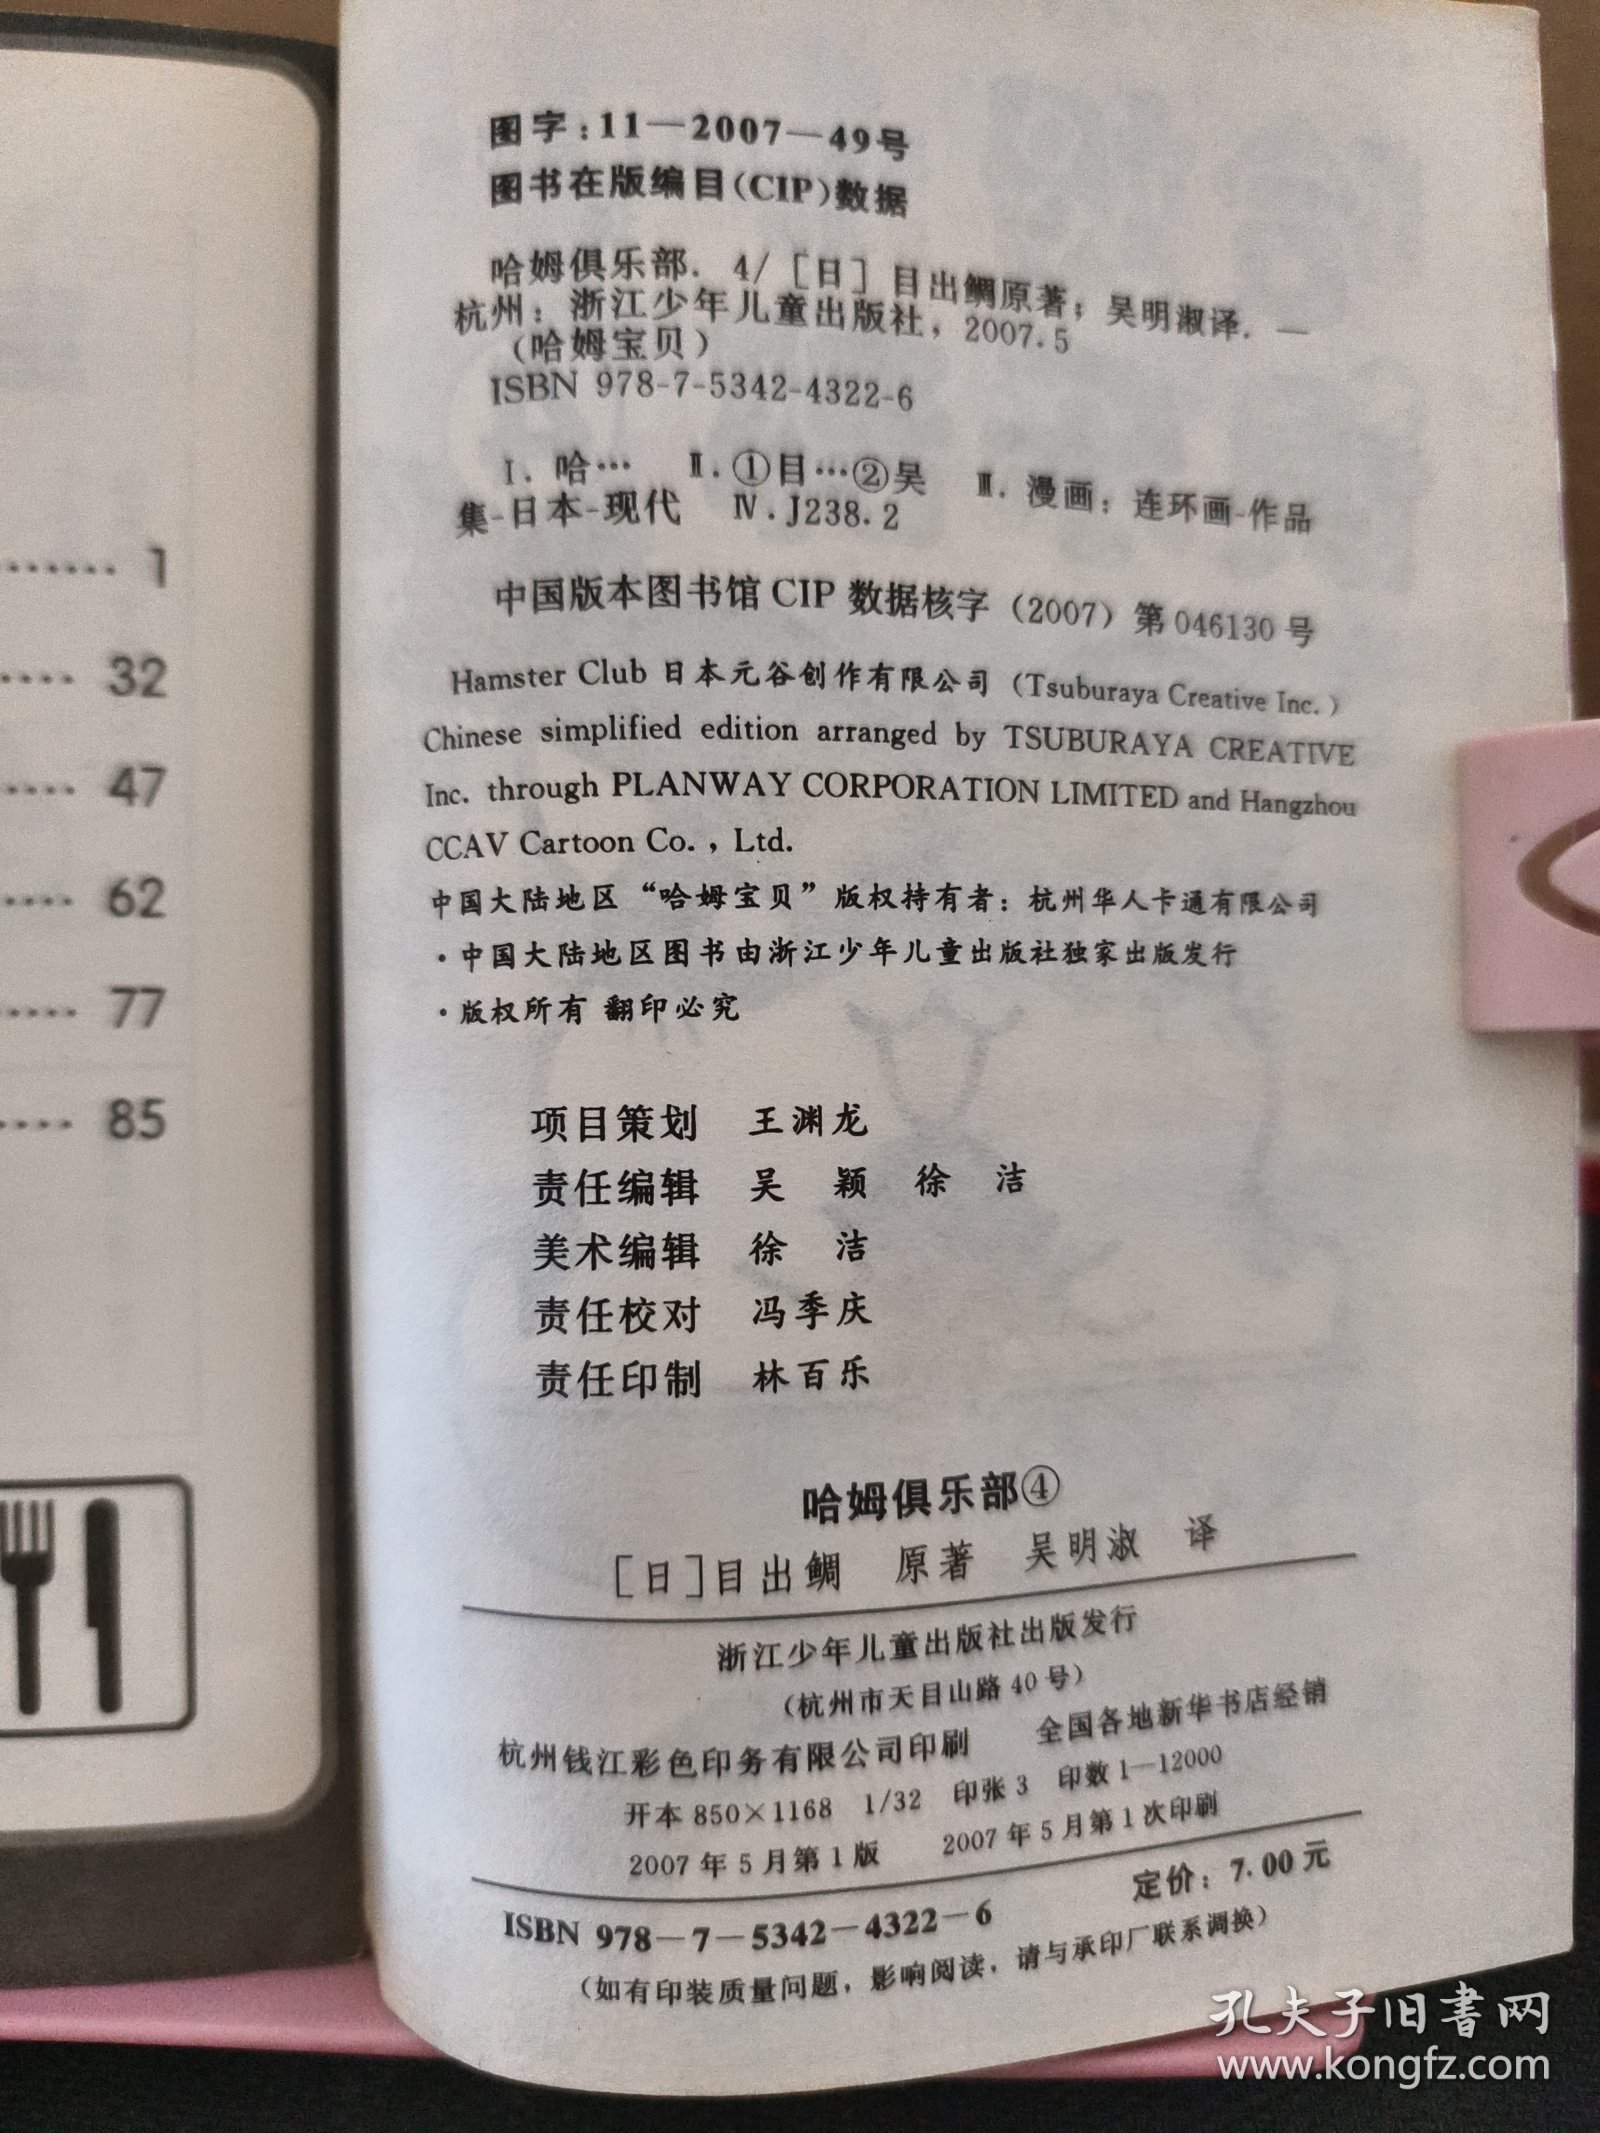 1
32
47
62
77
85
图字：11—2007—49号
图书在版编目(CIP)数据
哈姆俱乐部．4/［日］目出鲷原著；吴明淑译．—
杭州：浙江少年儿童出版社，2007.5
（哈姆宝贝）
ISBN 978-7-5342-4322-6
Ⅰ．哈… Ⅱ．①目…②吴 Ⅲ．漫画：连环画-作品
集-日本-现代 Ⅳ．J238.2
中国版本图书馆CIP数据核字（2007）第046130号
Hamster Club 日本元谷创作有限公司（Tsuburaya Creative Inc.）
Chinese simplified edition arranged by TSUBURAYA CREATIVE
Inc. through PLANWAY CORPORATION LIMITED and Hangzhou
CCAV Cartoon Co., Ltd.
中国大陆地区“哈姆宝贝”版权持有者：杭州华人卡通有限公司
·中国大陆地区图书由浙江少年儿童出版社独家出版发行
·版权所有 翻印必究
项目策划 王渊龙
责任编辑 吴 颖 徐 洁
美术编辑 徐 洁
责任校对 冯季庆
责任印制 林百乐
哈姆俱乐部④
［日］目出鲷 原著 吴明淑 译
浙江少年儿童出版社出版发行
（杭州市天目山路40号）
杭州钱江彩色印务有限公司印刷 全国各地新华书店经销
开本850×1168 1/32 印张3 印数1—12000
2007年5月第1版 2007年5月第1次印刷
ISBN 978—7—5342—4322—6 定价：7.00元
（如有印装质量问题，影响阅读，请与承印厂联系调换）
孔夫子旧書网
www.kongfz.com